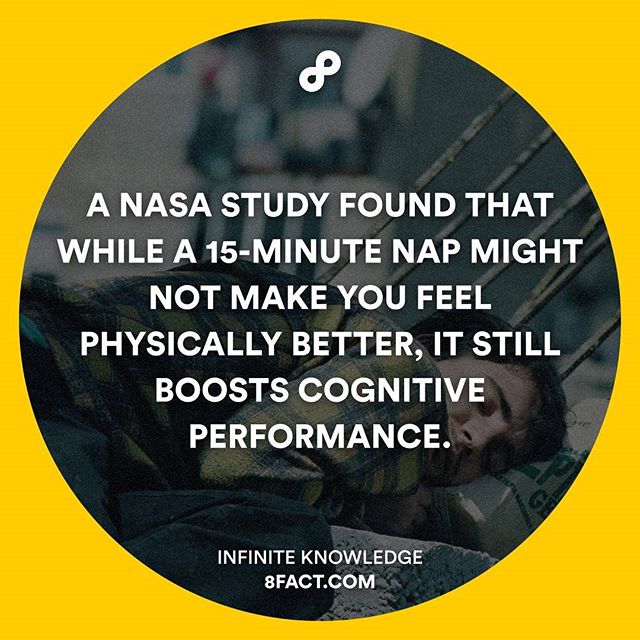 A NASA STUDY FOUND THAT
WHILE A 15-MINUTE NAP MIGHT
NOT MAKE YOU FEEL
PHYSICALLY BETTER, IT STILL
BOOSTS COGNITIVE
PERFORMANCE.
INFINITE KNOWLEDGE
8FACT.COM